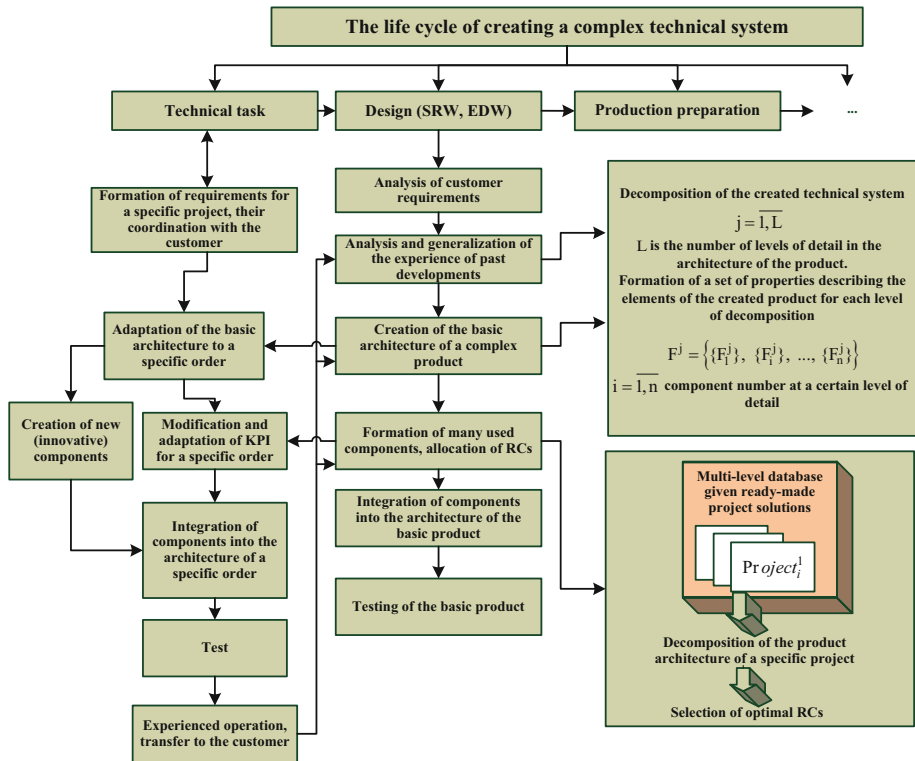 The life cycle of creating a complex technical system
Technical task
Design (SRW, EDW)
Production preparation
...
Formation of requirements for
a specific project, their
coordination with the
customer
Analysis of customer
requirements
Analysis and generalization of
the experience of past
developments
Adaptation of the basic
architecture to a
specific order
Creation of the basic
architecture of a complex
product
Creation of new
(innovative)
components
Modification and
adaptation of KPI
for a specific order
Formation of many used
components, allocation of RCs
Integration of
components into the
architecture of a
specific order
Integration of components
into the architecture of the
basic product
Test
Testing of the basic product
Experienced operation,
transfer to the customer
Decomposition of the created technical system
j = \overline{l, L}
L is the number of levels of detail in the
architecture of the product.
Formation of a set of properties describing the
elements of the created product for each level
of decomposition
F^j = {{F_l^j}, {F_i^j}, ..., {F_n^j}}
i = \overline{l, n} component number at a certain level of
detail
Multi-level database
given ready-made
project solutions
Project_i^1
Decomposition of the product
architecture of a specific project
Selection of optimal RCs